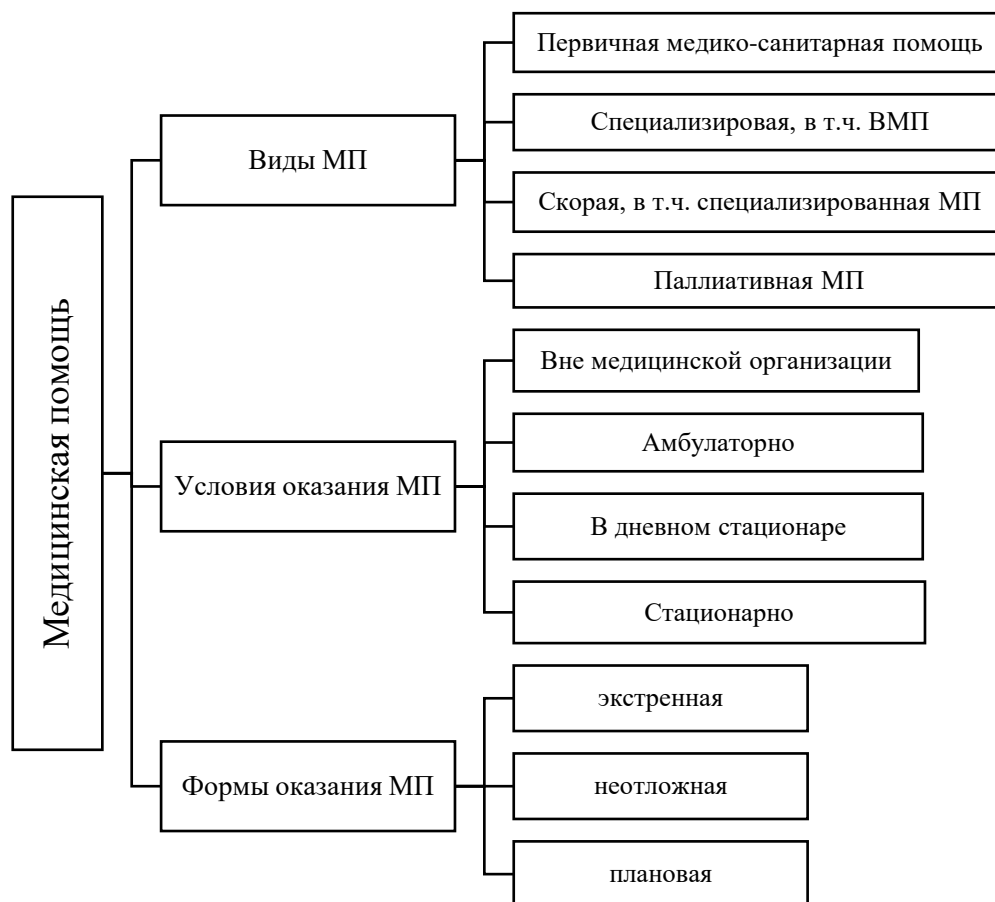 Медицинская помощь
Виды МП
Первичная медико-санитарная помощь
Специализировая, в т.ч. ВМП
Скорая, в т.ч. специализированная МП
Паллиативная МП
Условия оказания МП
Вне медицинской организации
Амбулаторно
В дневном стационаре
Стационарно
Формы оказания МП
экстренная
неотложная
плановая